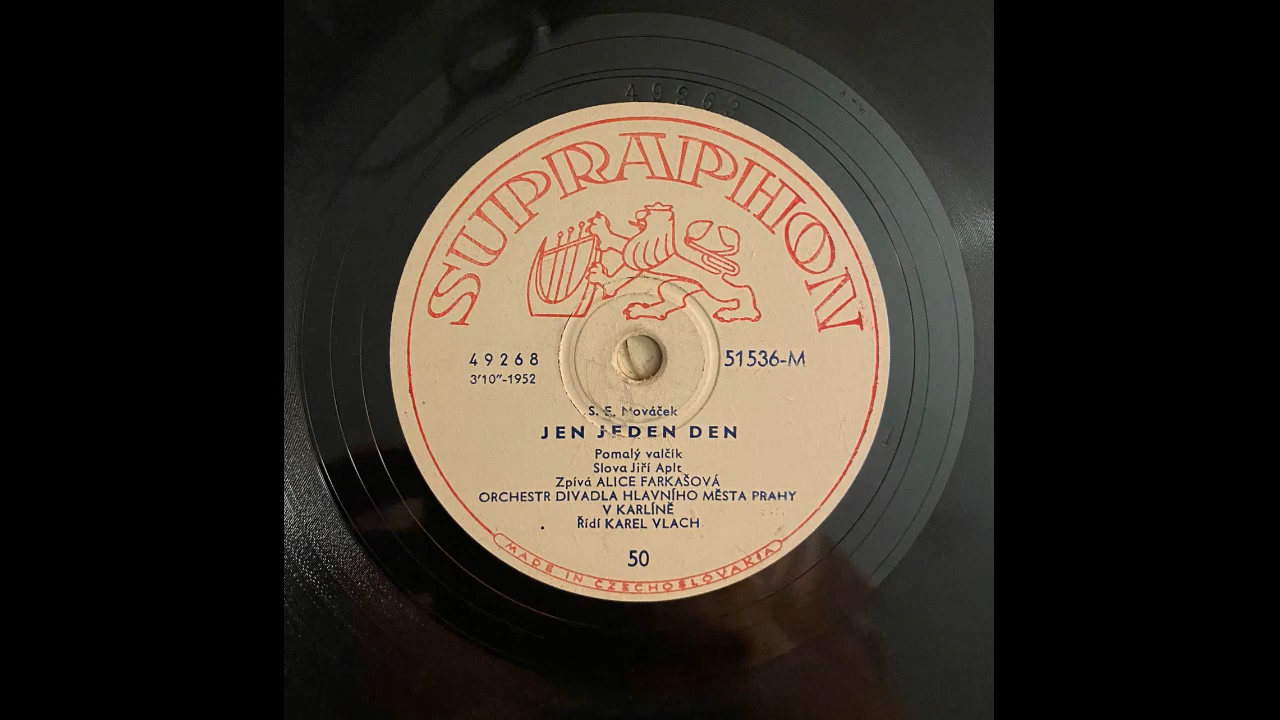 49268
SUPRAPHON
49268
3'10"-1952
51536-M
S. E. Nováček
JEN JEDEN DEN
Pomalý valčík
Slova Jiří Aplt
Zpívá ALICE FARKAŠOVÁ
ORCHESTR DIVADLA HLAVNÍHO MĚSTA PRAHY
V KARLÍNĚ
Řídí KAREL VLACH
50
MADE IN CZECHOSLOVAKIA